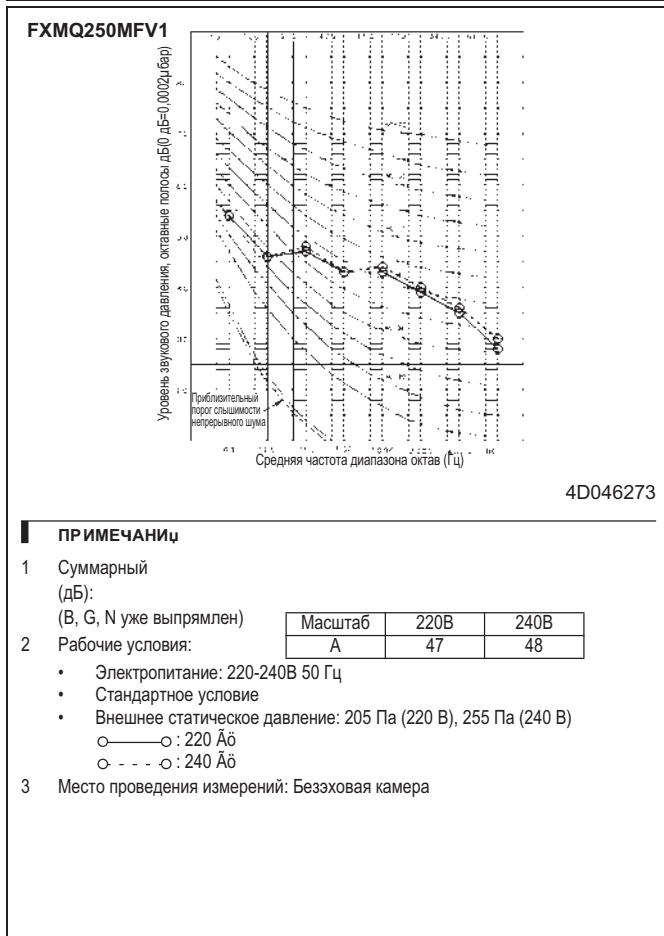 FXMQ250MFV1
Уровень звукового давления, октавные полосы дБ(0 дБ=0,0002µбар)
Приблизительный
порог слышимости
непрерывного шума
Средняя частота диапазона октав (Гц)
4D046273
ПРИМЕЧАНИџ
1 Суммарный
(дБ):
(B, G, N уже выпрямлен)
Масштаб 220В 240В
A 47 48
2 Рабочие условия:
• Электропитание: 220-240В 50 Гц
• Стандартное условие
• Внешнее статическое давление: 205 Па (220 В), 255 Па (240 В)
: 220 Ãö
: 240 Ãö
3 Место проведения измерений: Безэховая камера